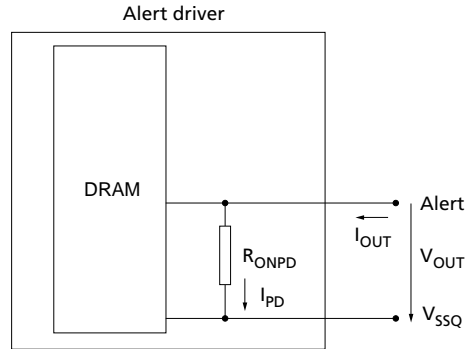 Alert driver
DRAM
Alert
I_OUT
R_ONPD
V_OUT
I_PD
V_SSQ